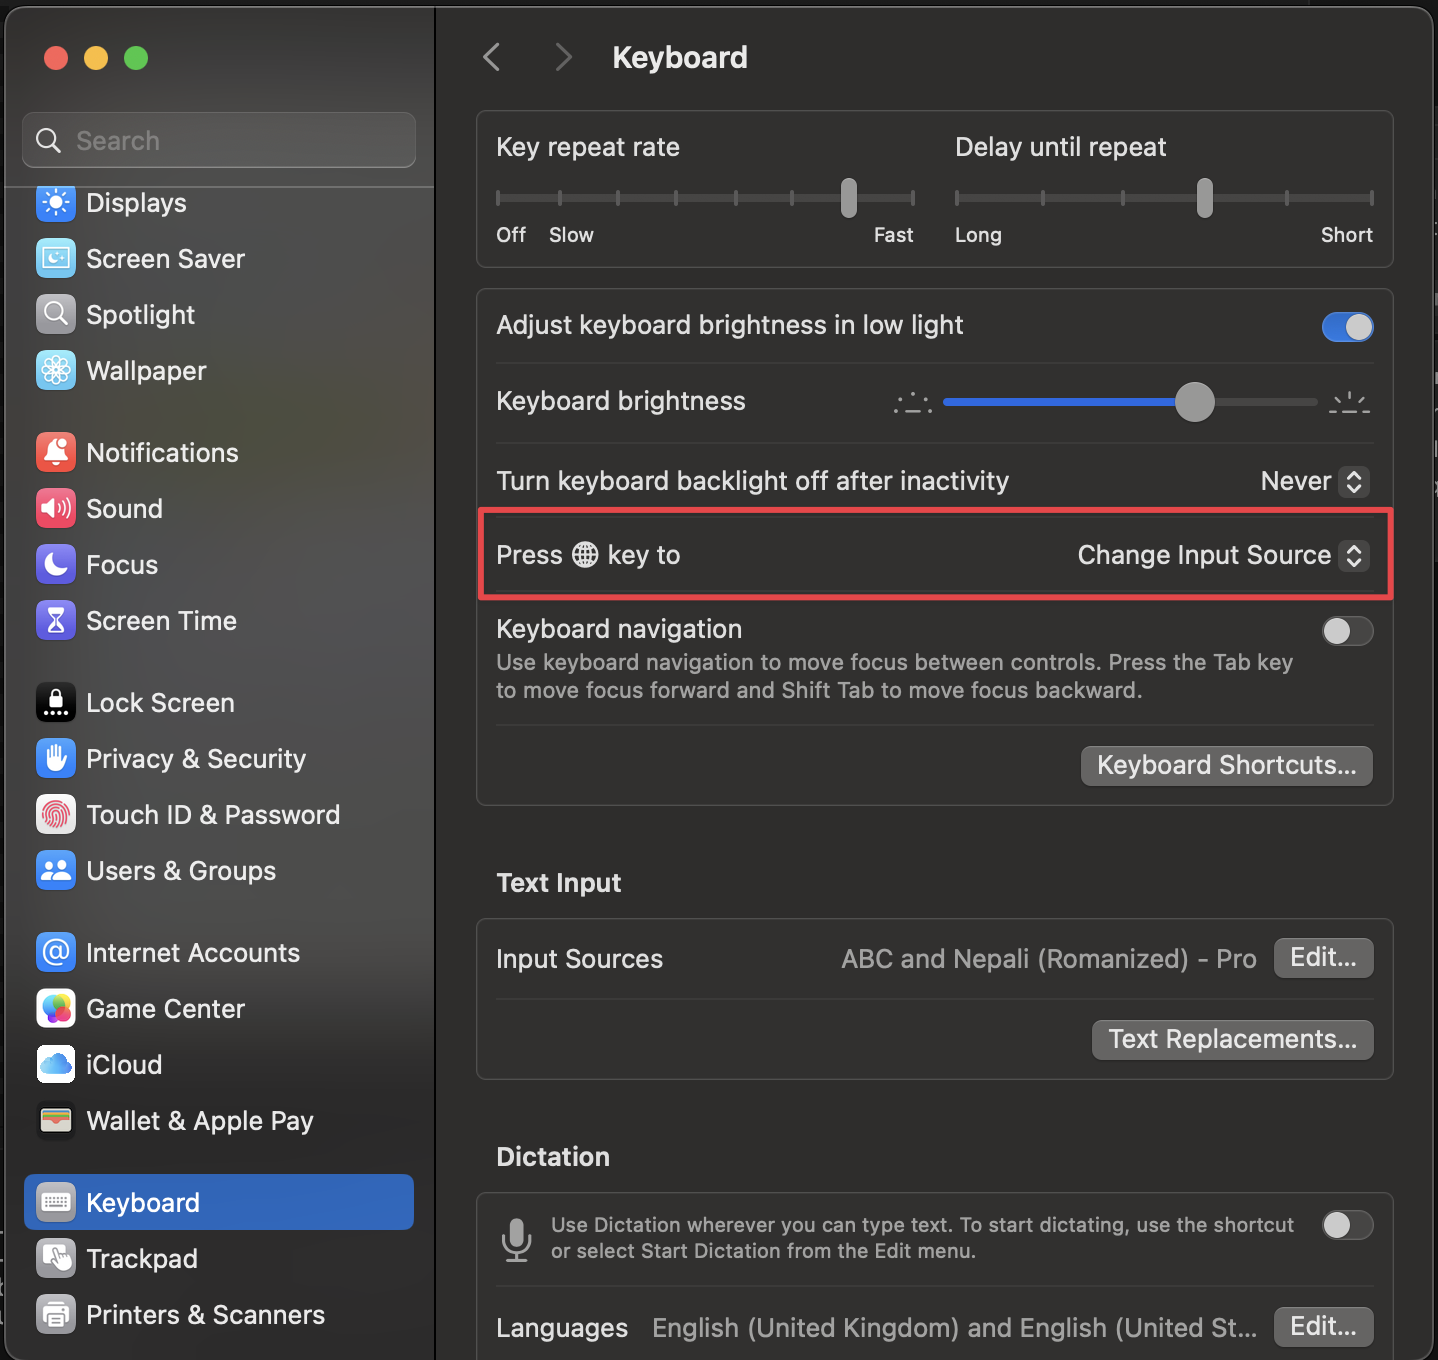 Search
Displays
Screen Saver
Spotlight
Wallpaper
Notifications
Sound
Focus
Screen Time
Lock Screen
Privacy & Security
Touch ID & Password
Users & Groups
Internet Accounts
Game Center
iCloud
Wallet & Apple Pay
Keyboard
Trackpad
Printers & Scanners
Keyboard
Key repeat rate
Off Slow Fast
Delay until repeat
Long Short
Adjust keyboard brightness in low light
Keyboard brightness
Turn keyboard backlight off after inactivity Never
Press key to Change Input Source
Keyboard navigation
Use keyboard navigation to move focus between controls. Press the Tab key
to move focus forward and Shift Tab to move focus backward.
Keyboard Shortcuts...
Text Input
Input Sources ABC and Nepali (Romanized) - Pro Edit...
Text Replacements...
Dictation
Use Dictation wherever you can type text. To start dictating, use the shortcut
or select Start Dictation from the Edit menu.
Languages English (United Kingdom) and English (United St... Edit...